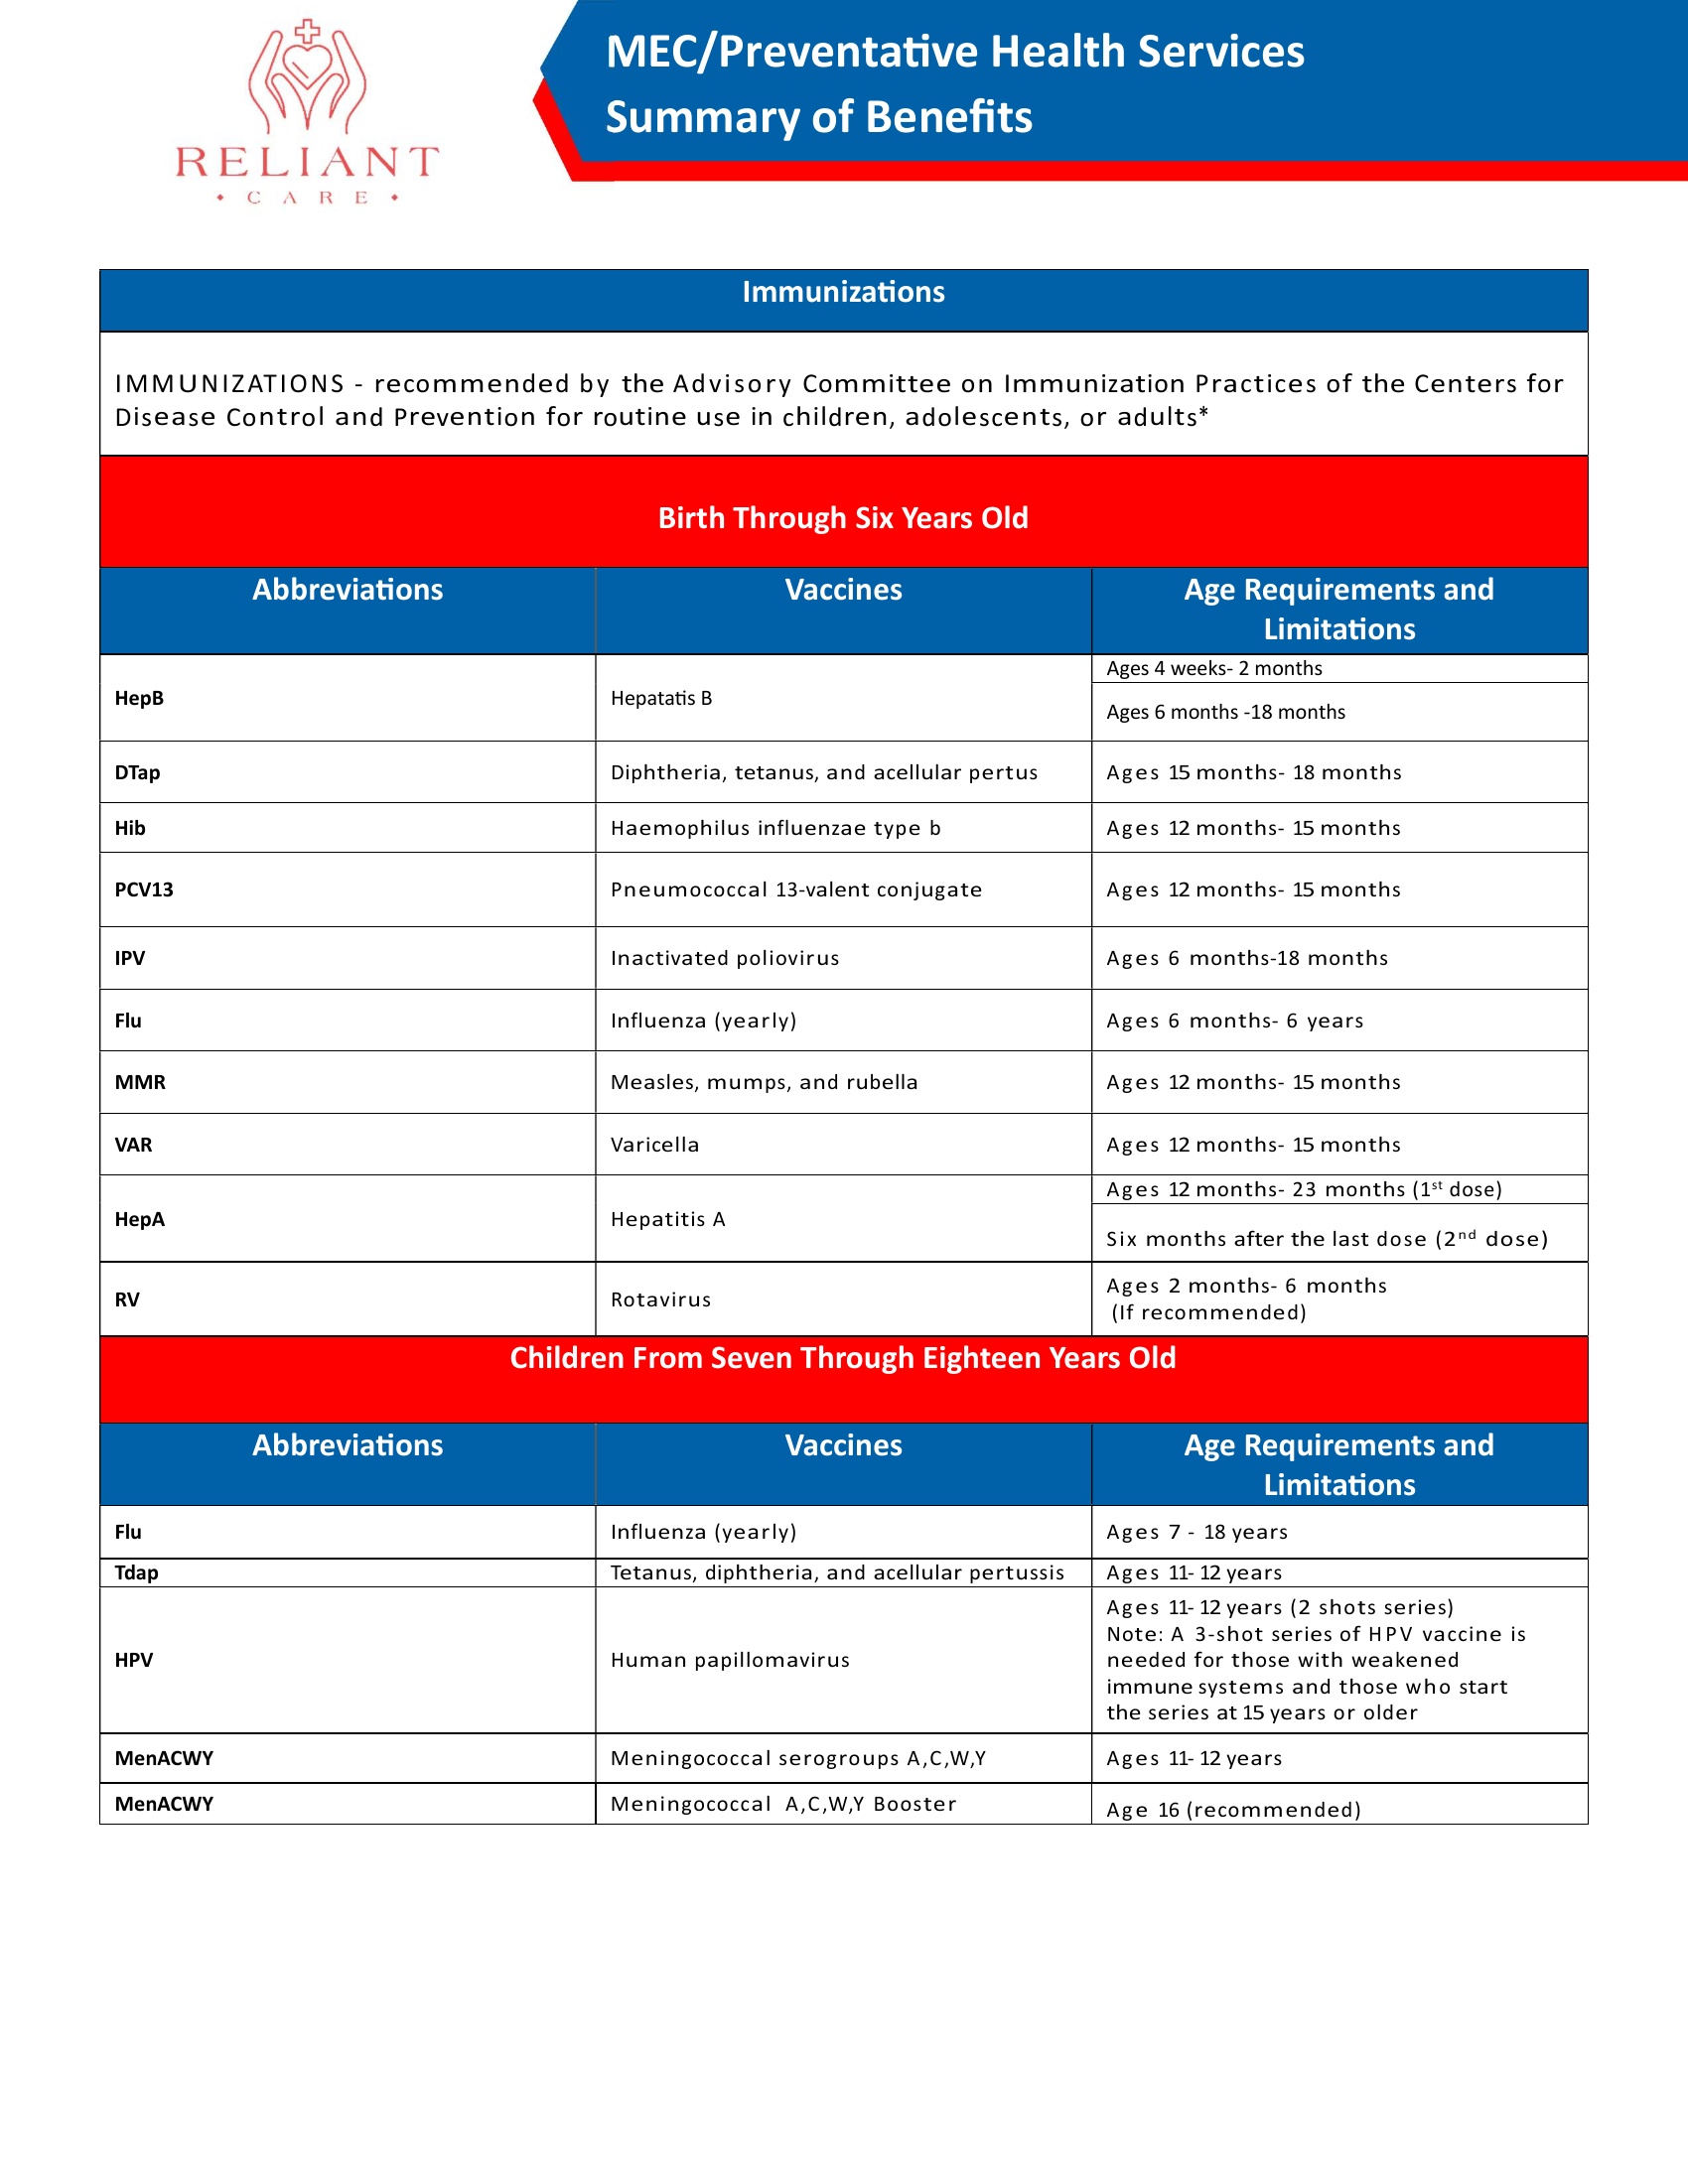 RELIANT
• CARE •
MEC/Preventative Health Services
Summary of Benefits
Immunizations
IMMUNIZATIONS - recommended by the Advisory Committee on Immunization Practices of the Centers for
Disease Control and Prevention for routine use in children, adolescents, or adults*
Birth Through Six Years Old
Abbreviations
Vaccines
Age Requirements and
Limitations
HepB
Hepatatis B
Ages 4 weeks- 2 months
Ages 6 months -18 months
DTap
Diphtheria, tetanus, and acellular pertus
Ages 15 months- 18 months
Hib
Haemophilus influenzae type b
Ages 12 months- 15 months
PCV13
Pneumococcal 13-valent conjugate
Ages 12 months- 15 months
IPV
Inactivated poliovirus
Ages 6 months-18 months
Flu
Influenza (yearly)
Ages 6 months- 6 years
MMR
Measles, mumps, and rubella
Ages 12 months- 15 months
VAR
Varicella
Ages 12 months- 15 months
HepA
Hepatitis A
Ages 12 months- 23 months (1st dose)
Six months after the last dose (2nd dose)
RV
Rotavirus
Ages 2 months- 6 months
(If recommended)
Children From Seven Through Eighteen Years Old
Abbreviations
Vaccines
Age Requirements and
Limitations
Flu
Influenza (yearly)
Ages 7 - 18 years
Tdap
Tetanus, diphtheria, and acellular pertussis
Ages 11- 12 years
HPV
Human papillomavirus
Ages 11- 12 years (2 shots series)
Note: A 3-shot series of HPV vaccine is
needed for those with weakened
immune systems and those who start
the series at 15 years or older
MenACWY
Meningococcal serogroups A,C,W,Y
Ages 11- 12 years
MenACWY
Meningococcal A,C,W,Y Booster
Age 16 (recommended)